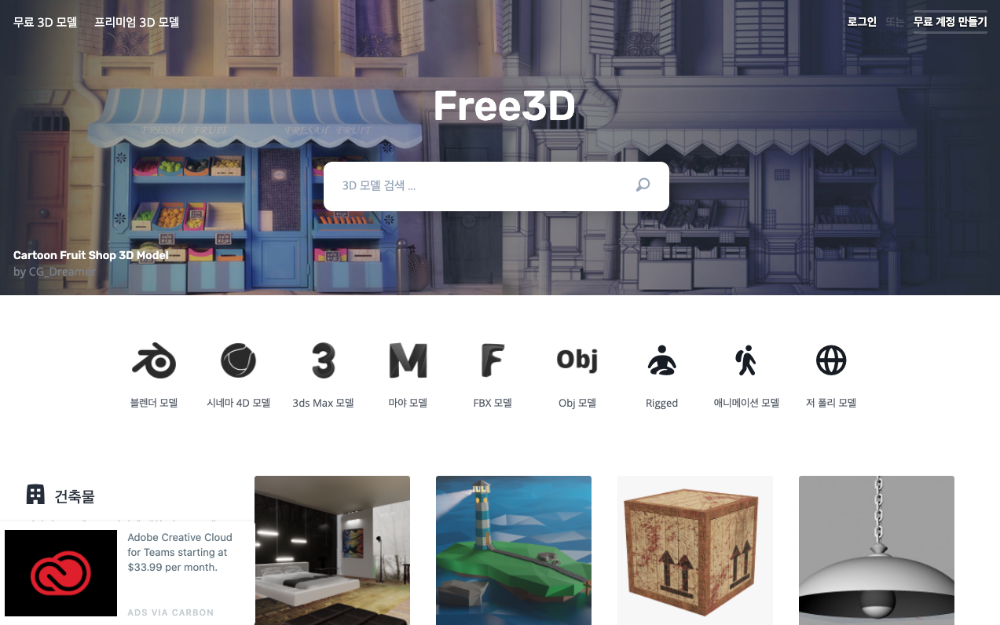 무료 3D 모델 프리미엄 3D 모델 로그인 또는 무료 계정 만들기
Free3D
FRESAH FRUIT FRESAH FRUIT
3D 모델 검색 ...
Cartoon Fruit Shop 3D Model
by CG_Dreamer
3
M
F
Obj
블렌더 모델
시네마 4D 모델
3ds Max 모델
마야 모델
FBX 모델
Obj 모델
Rigged
애니메이션 모델
저 폴리 모델
건축물
Adobe Creative Cloud
for Teams starting at
$33.99 per month.
ADS VIA CARBON